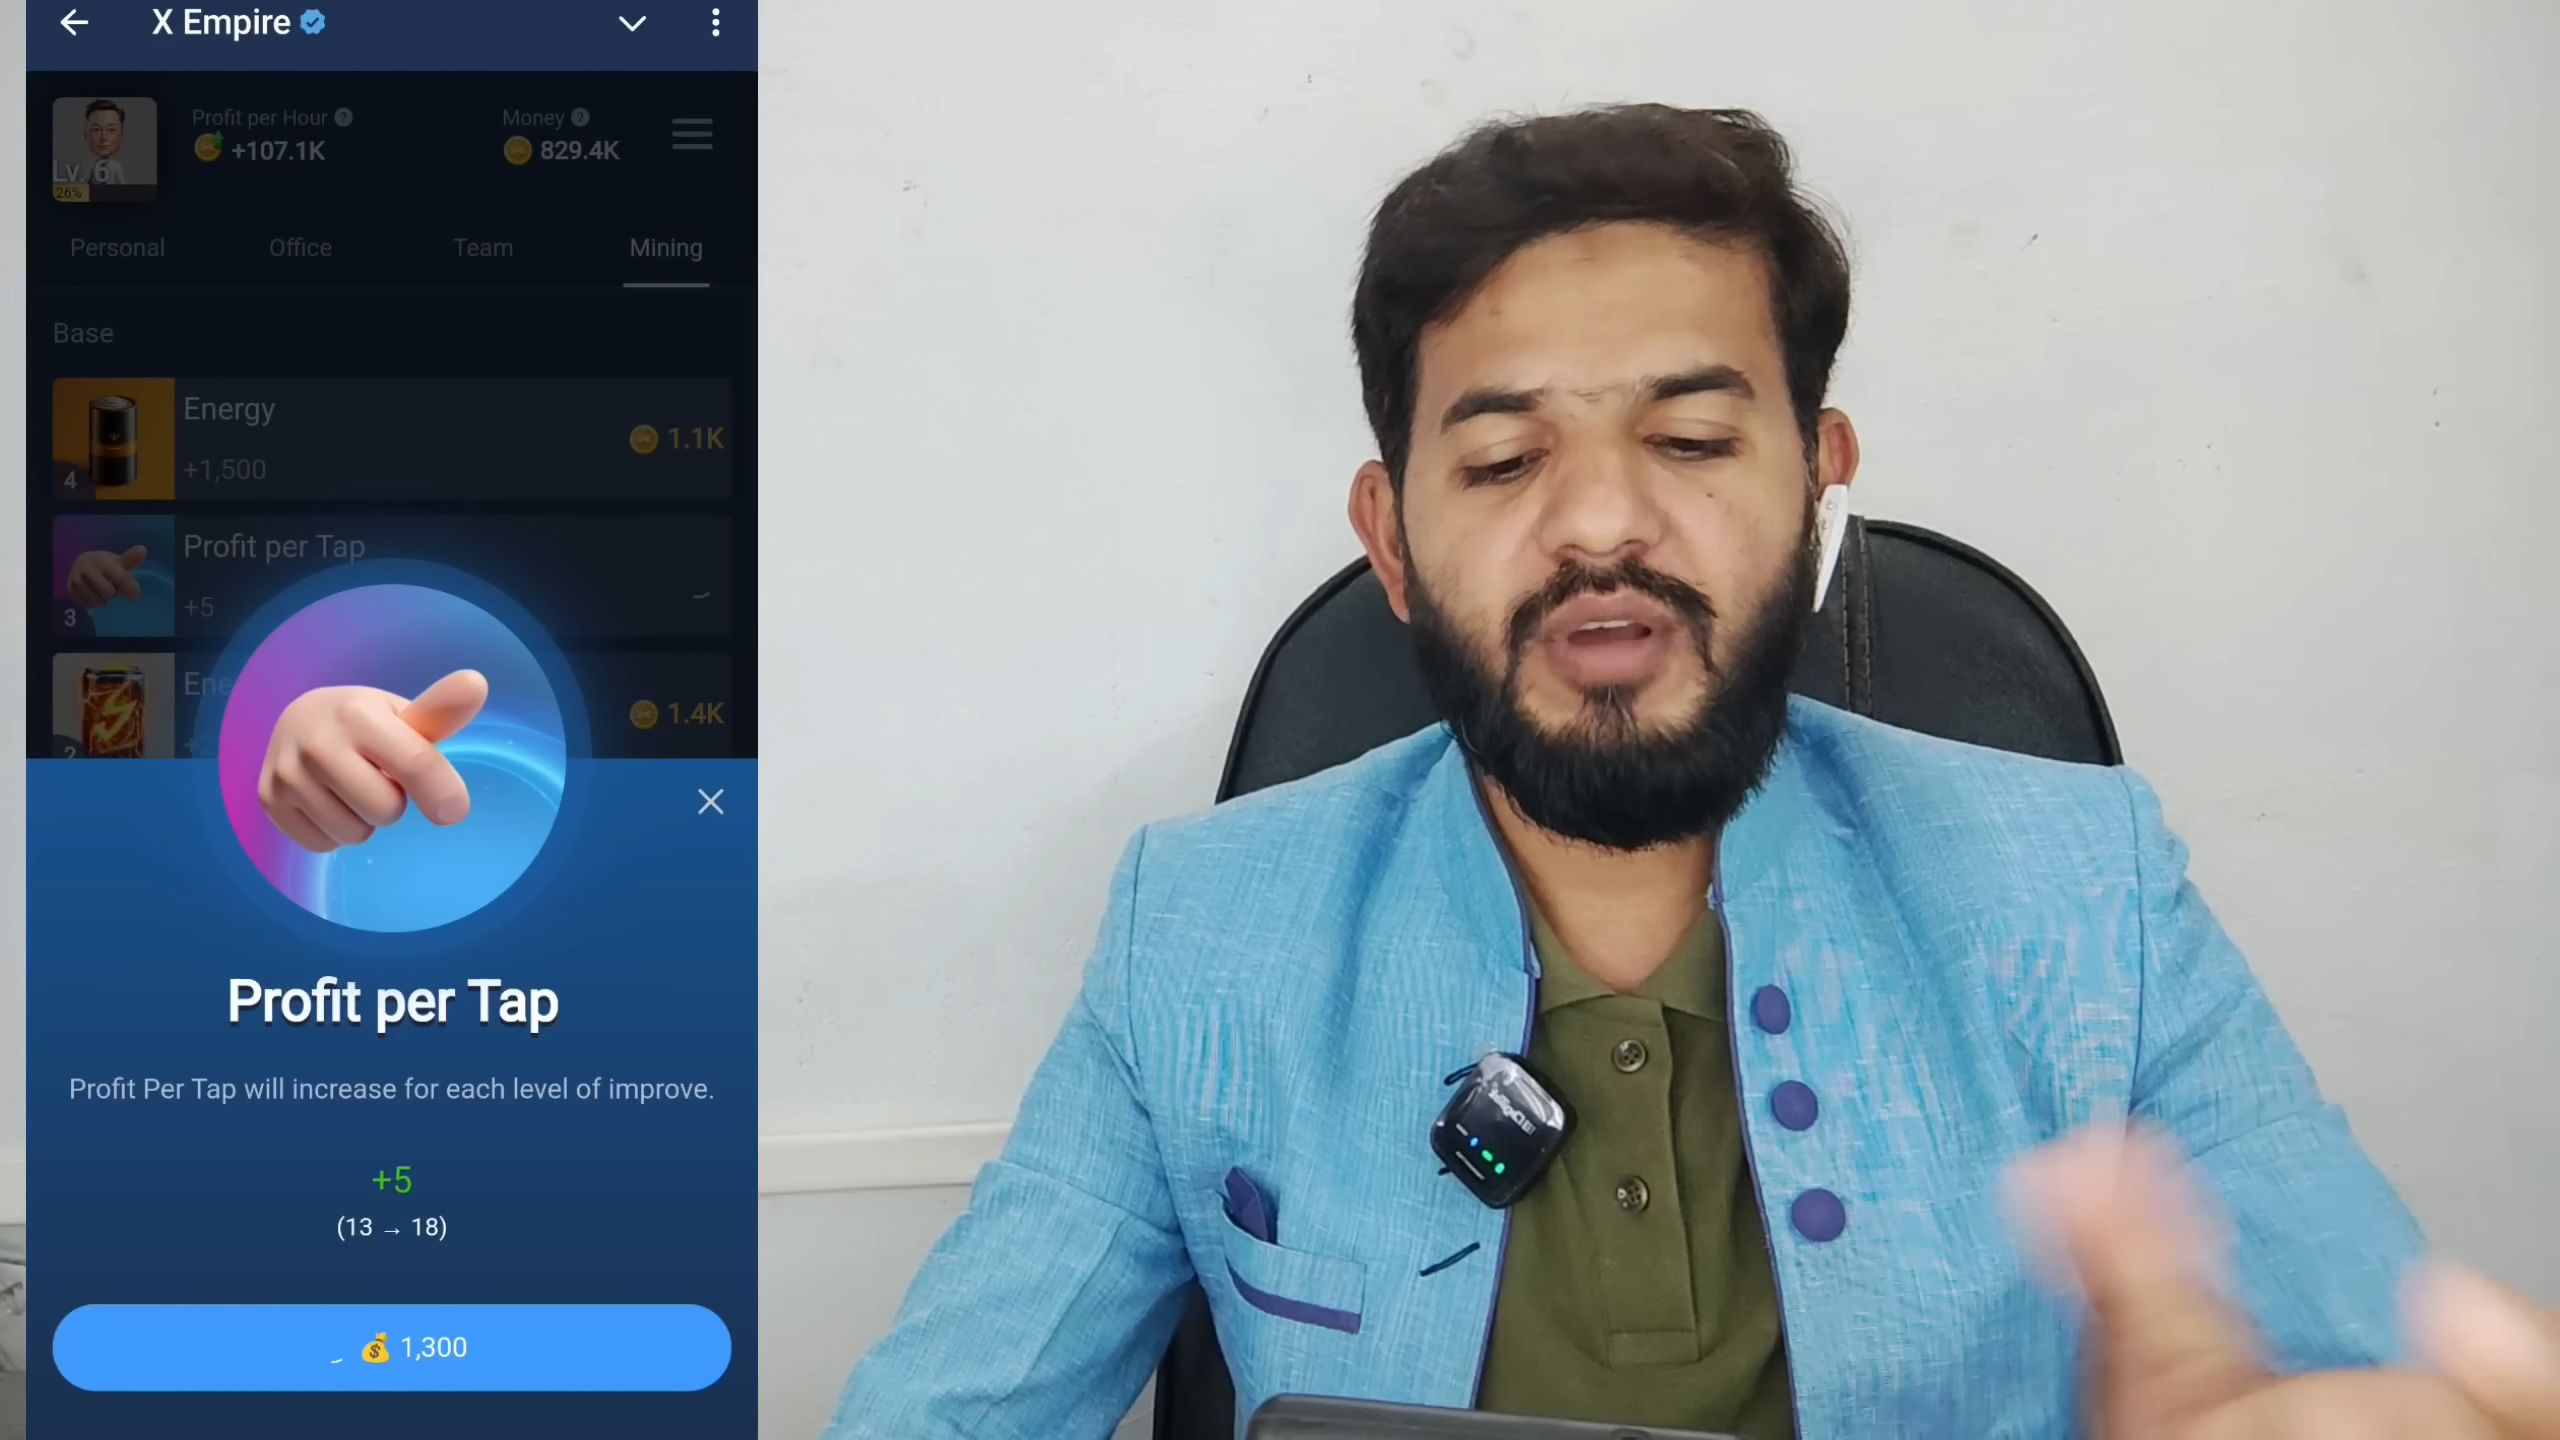 X Empire
Profit per Hour ?
+107.1K
Money ?
829.4K
Lv. 6
26%
Personal
Office
Team
Mining
Base
Energy
+1,500
4
1.1K
Profit per Tap
+5
3
Ene
2
1.4K
Profit per Tap
Profit Per Tap will increase for each level of improve.
+5
(13 → 18)
1,300